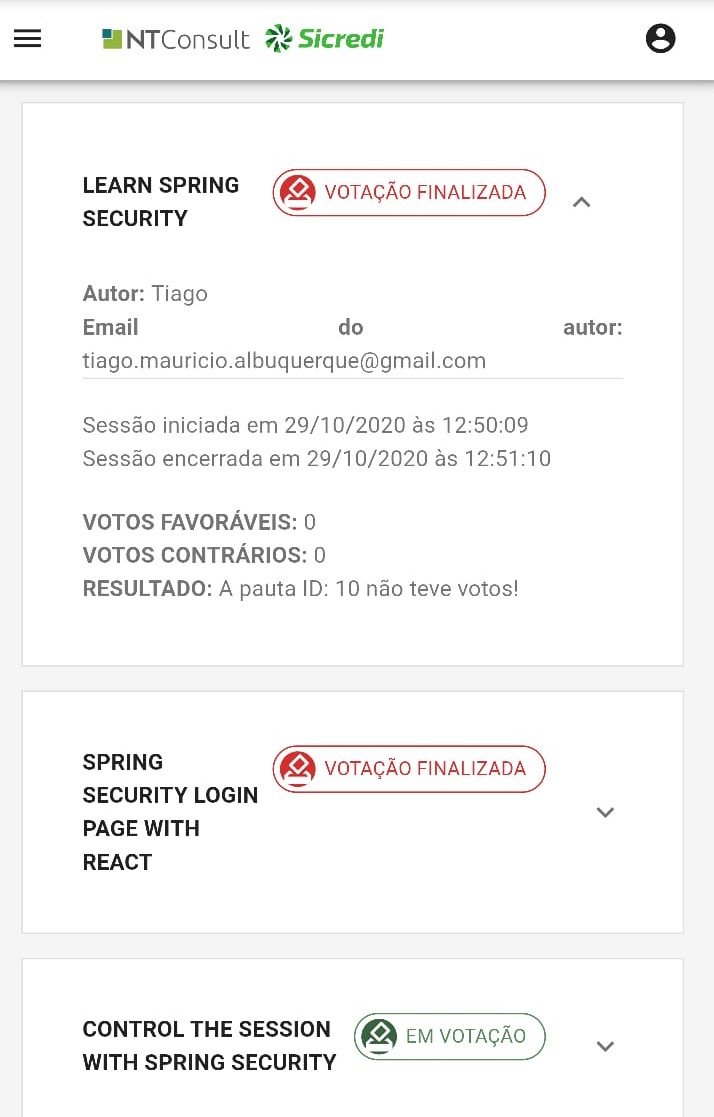 NTConsult Sicredi
LEARN SPRING
SECURITY
VOTAÇÃO FINALIZADA
Autor: Tiago
Email do autor:
tiago.mauricio.albuquerque@gmail.com
Sessão iniciada em 29/10/2020 às 12:50:09
Sessão encerrada em 29/10/2020 às 12:51:10
VOTOS FAVORÁVEIS: 0
VOTOS CONTRÁRIOS: 0
RESULTADO: A pauta ID: 10 não teve votos!
SPRING
SECURITY LOGIN
PAGE WITH
REACT
VOTAÇÃO FINALIZADA
CONTROL THE SESSION
WITH SPRING SECURITY
EM VOTAÇÃO